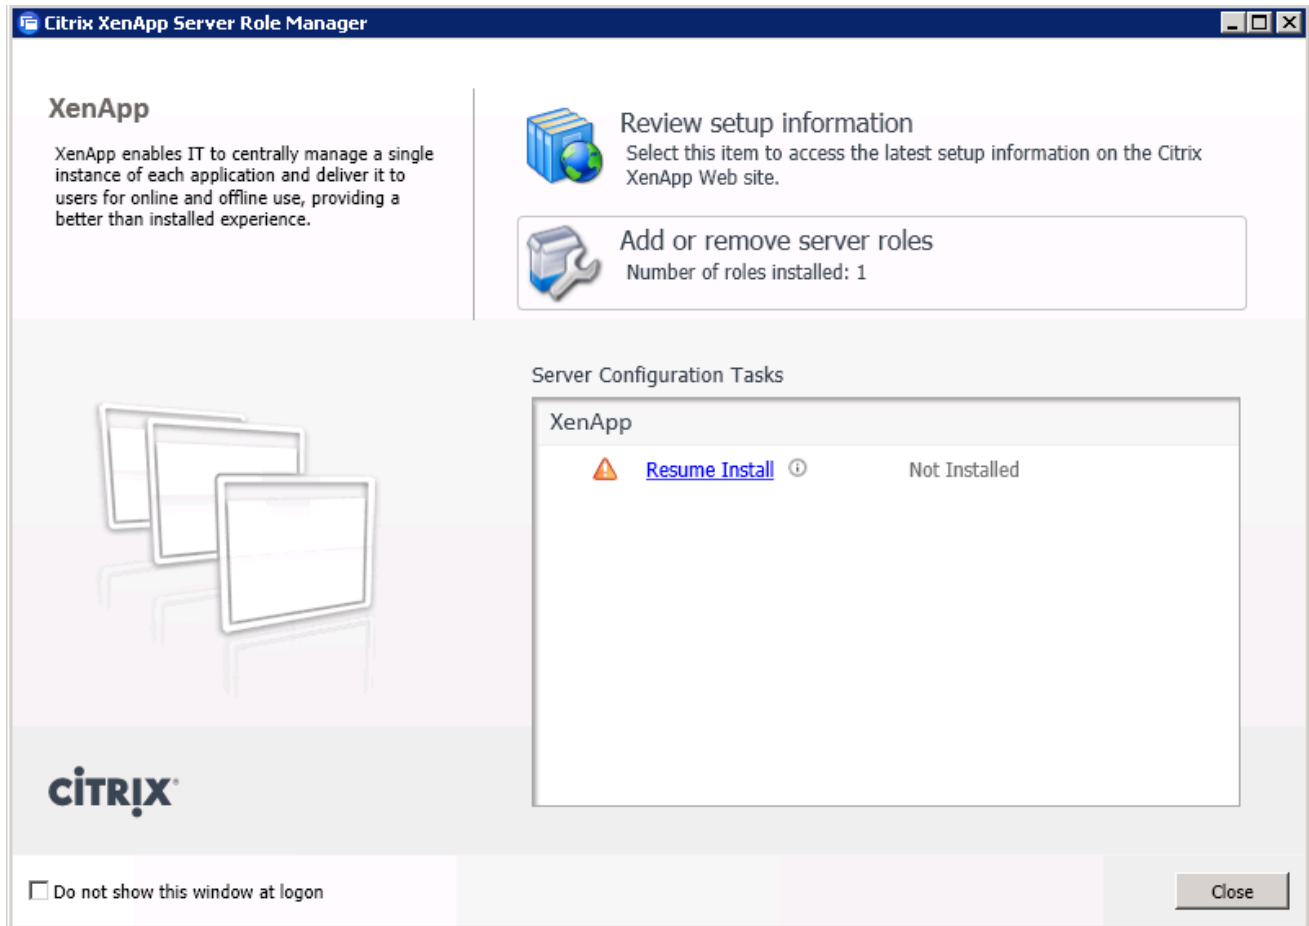 Citrix XenApp Server Role Manager
XenApp
XenApp enables IT to centrally manage a single
instance of each application and deliver it to
users for online and offline use, providing a
better than installed experience.
Review setup information
Select this item to access the latest setup information on the Citrix
XenApp Web site.
Add or remove server roles
Number of roles installed: 1
Server Configuration Tasks
XenApp
Resume Install Not Installed
CITRIX
Do not show this window at logon
Close